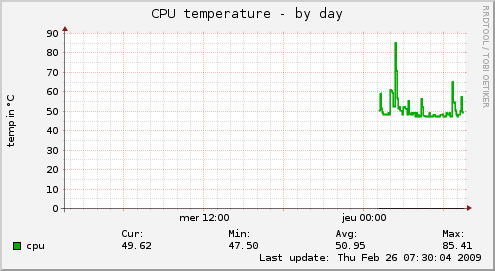 CPU temperature - by day
RRDTOOL / TOBI OETIKER
temp in °C
90
80
70
60
50
40
30
20
10
0
mer 12:00 jeu 00:00
Cur: Min: Avg: Max:
cpu 49.62 47.50 50.95 85.41
Last update: Thu Feb 26 07:30:04 2009